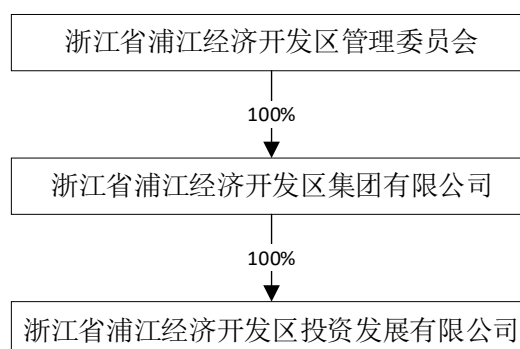 浙江省浦江经济开发区管理委员会
100%
浙江省浦江经济开发区集团有限公司
100%
浙江省浦江经济开发区投资发展有限公司